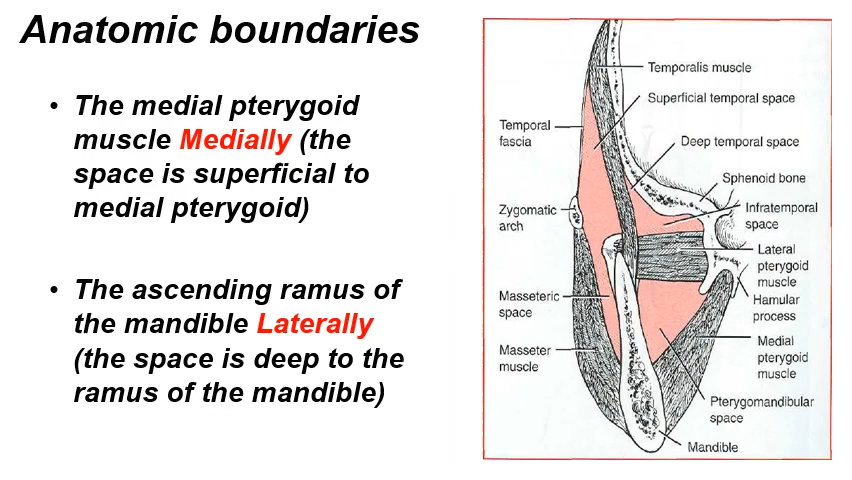 Anatomic boundaries
• The medial pterygoid
muscle Medially (the
space is superficial to
medial pterygoid)
• The ascending ramus of
the mandible Laterally
(the space is deep to the
ramus of the mandible)
Temporalis muscle
Superficial temporal space
Temporal
fascia
Deep temporal space
Sphenoid bone
Zygomatic
arch
Infratemporal
space
Lateral
pterygoid
muscle
Masseteric
space
Hamular
process
Masseter
muscle
Medial
pterygoid
muscle
Pterygomandibular
space
Mandible